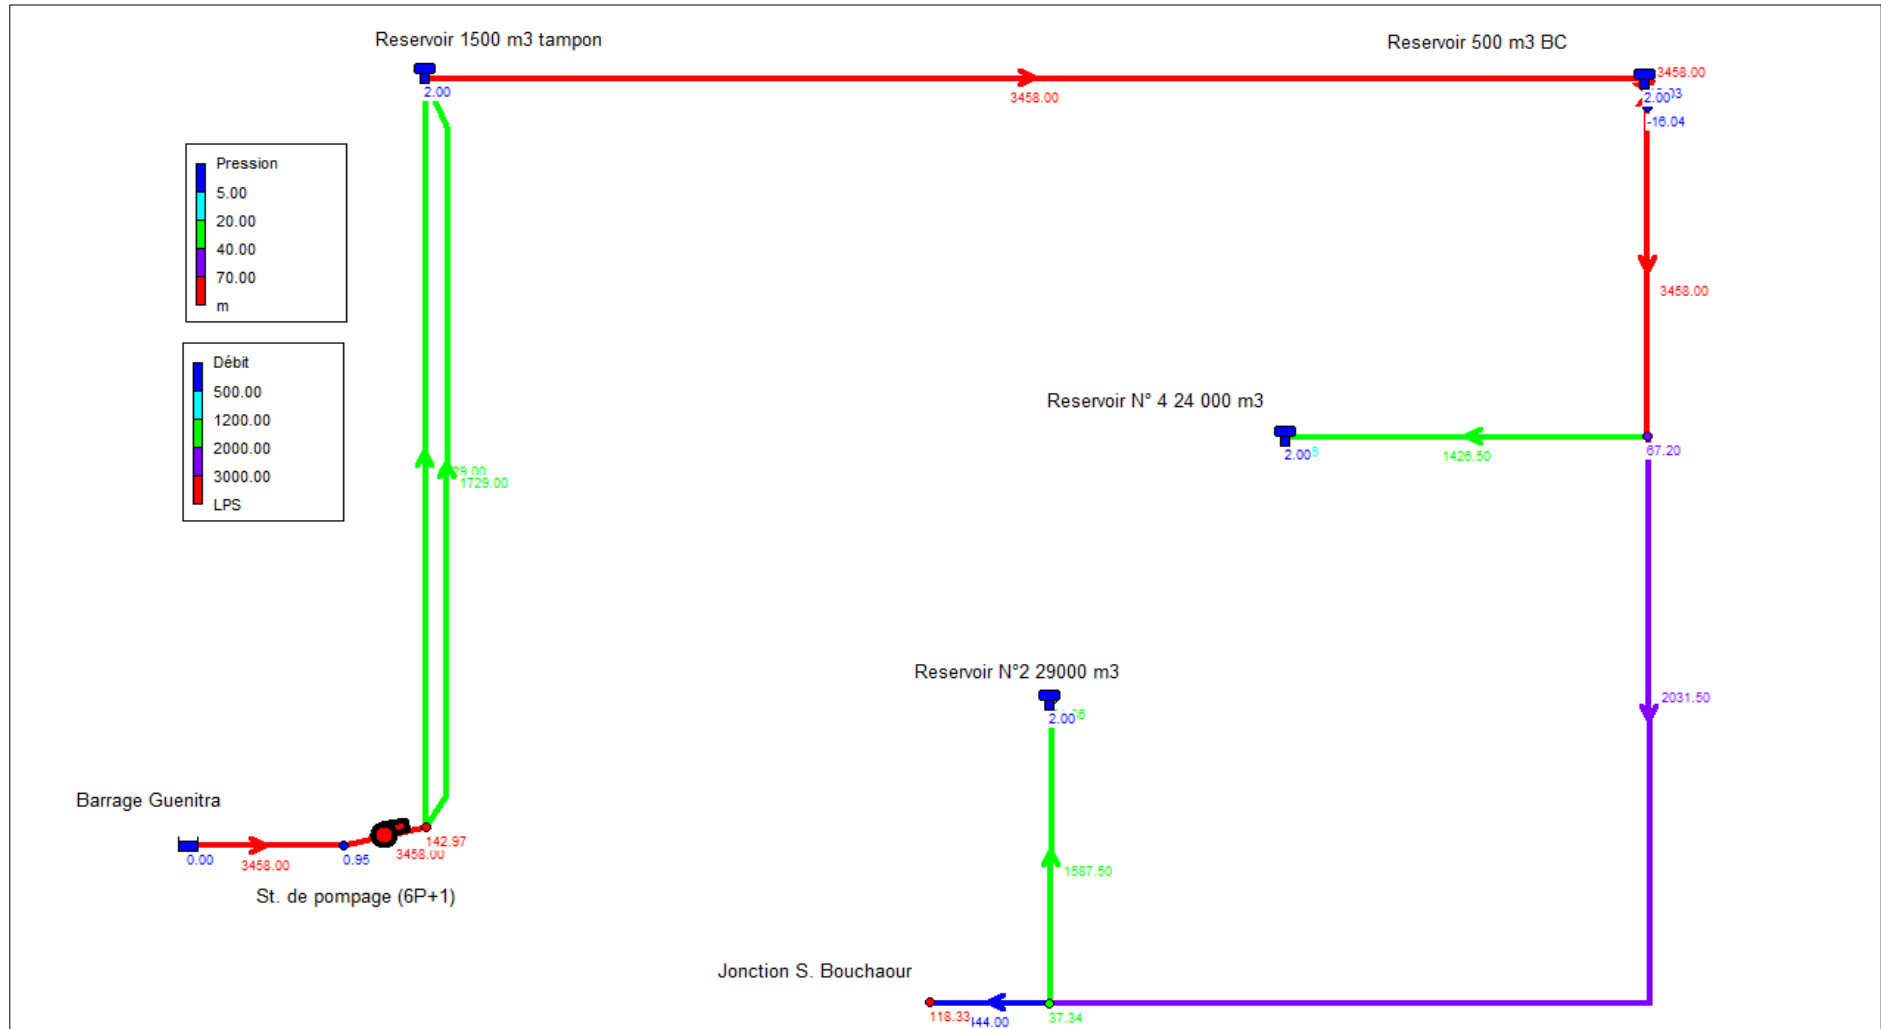 Reservoir 1500 m3 tampon
Reservoir 500 m3 BC
3458.00
2.00
3458.00
2.00
-16.04
Pression
5.00
20.00
40.00
70.00
m
3458.00
Débit
500.00
1200.00
2000.00
3000.00
LPS
Reservoir N° 4 24 000 m3
2.00
1426.50
67.20
1729.00
Reservoir N°2 29000 m3
2.00
2031.50
Barrage Guenitra
0.00
3458.00
0.95
3458.00
142.97
1587.50
St. de pompage (6P+1)
Jonction S. Bouchaour
118.33
37.34